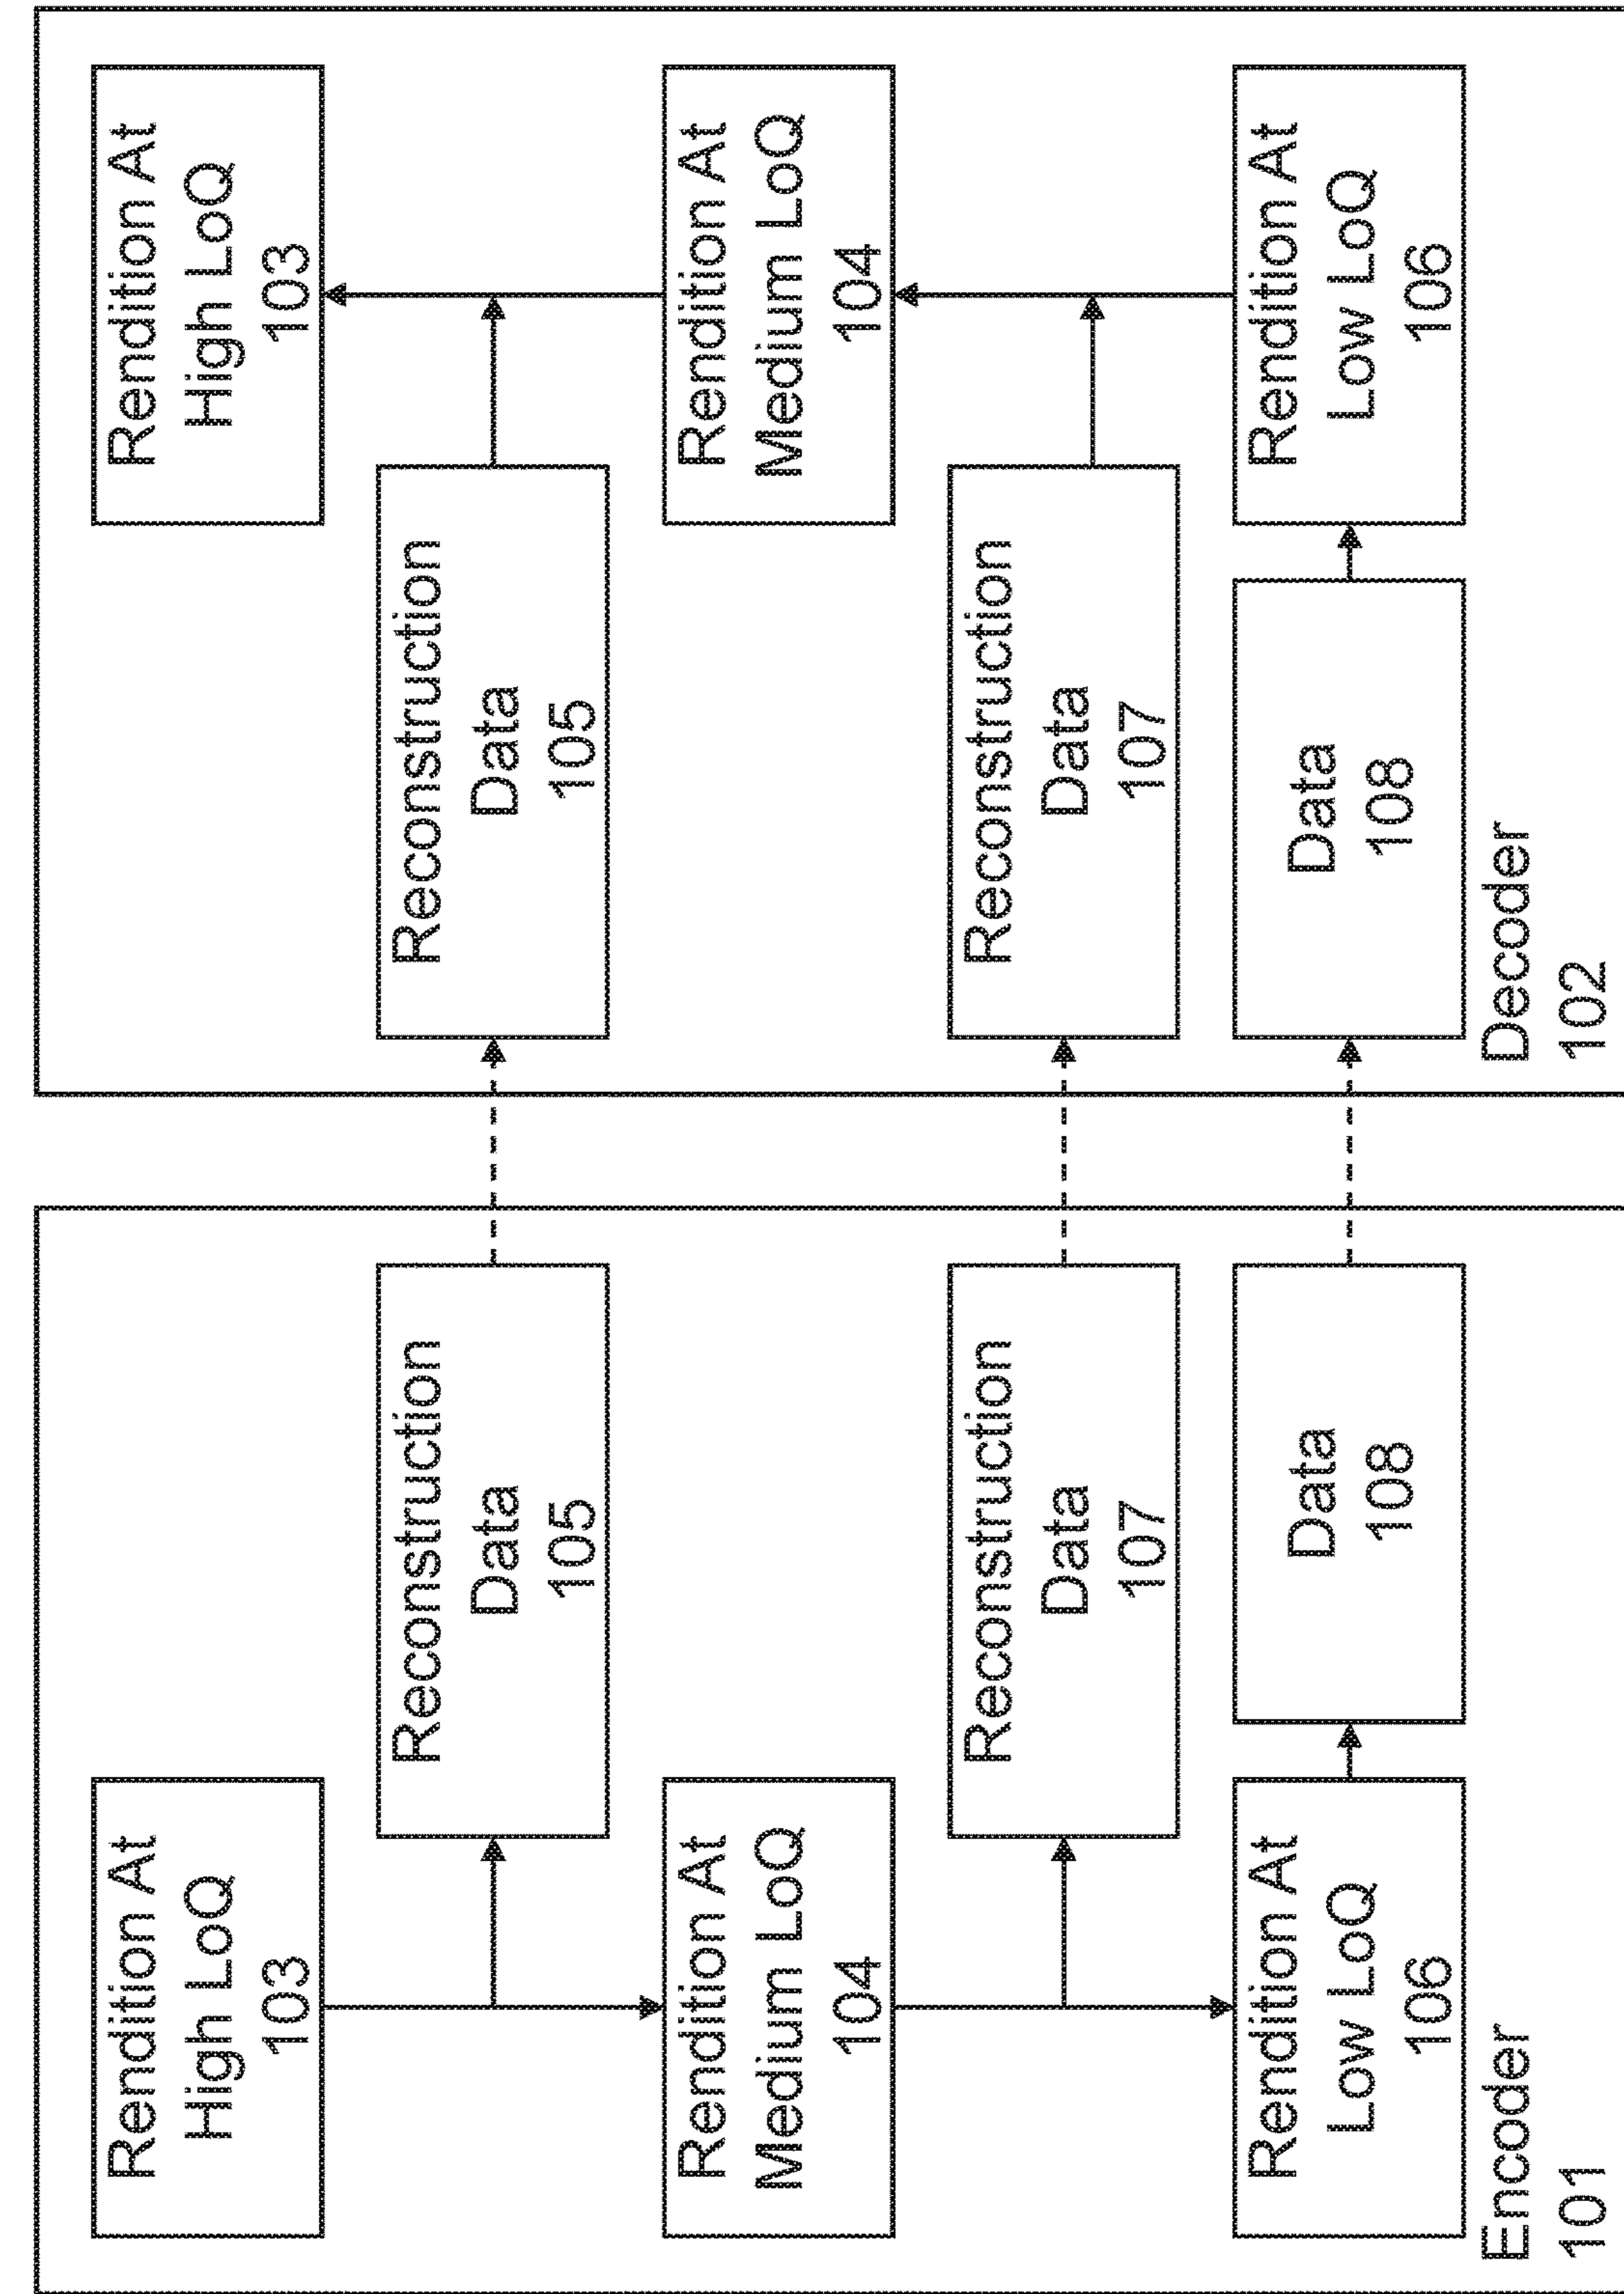 Rendition At
High LoQ
103
Reconstruction
Data
105
Rendition At
Medium LoQ
104
Reconstruction
Data
107
Rendition At
Low LoQ
106
Data
108
Encoder
101
Rendition At
High LoQ
103
Reconstruction
Data
105
Rendition At
Medium LoQ
104
Reconstruction
Data
107
Data
108
Rendition At
Low LoQ
106
Decoder
102